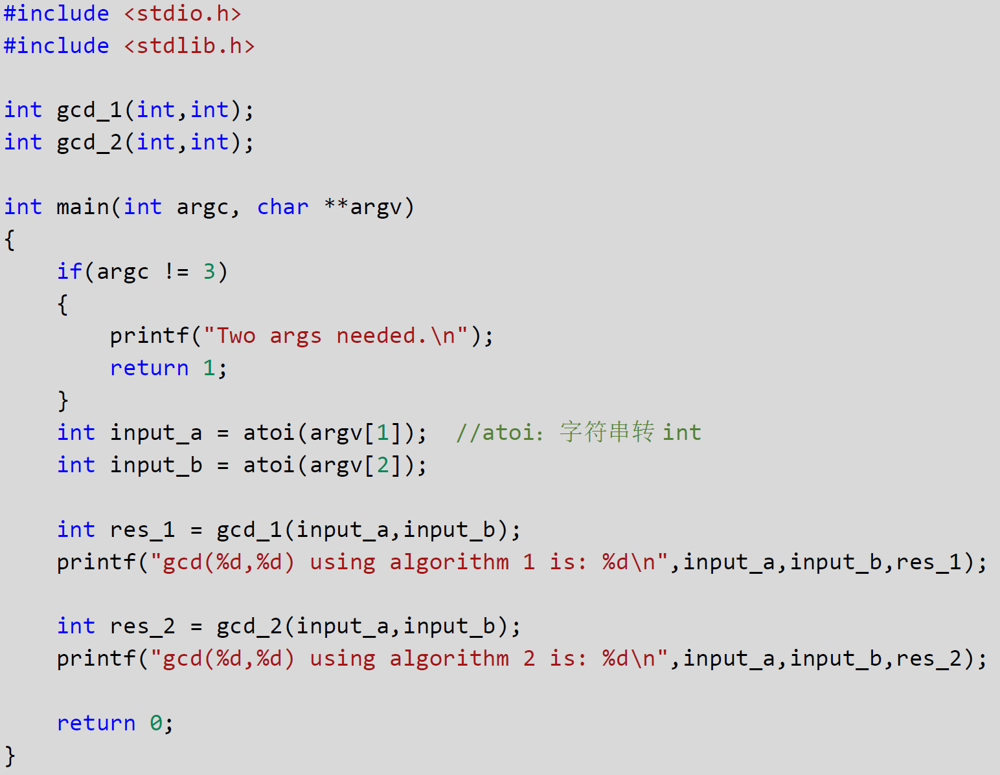 #include <stdio.h>
#include <stdlib.h>

int gcd_1(int,int);
int gcd_2(int,int);

int main(int argc, char **argv)
{
    if(argc != 3)
    {
        printf("Two args needed.\n");
        return 1;
    }
    int input_a = atoi(argv[1]);  //atoi：字符串转 int
    int input_b = atoi(argv[2]);

    int res_1 = gcd_1(input_a,input_b);
    printf("gcd(%d,%d) using algorithm 1 is: %d\n",input_a,input_b,res_1);

    int res_2 = gcd_2(input_a,input_b);
    printf("gcd(%d,%d) using algorithm 2 is: %d\n",input_a,input_b,res_2);

    return 0;
}